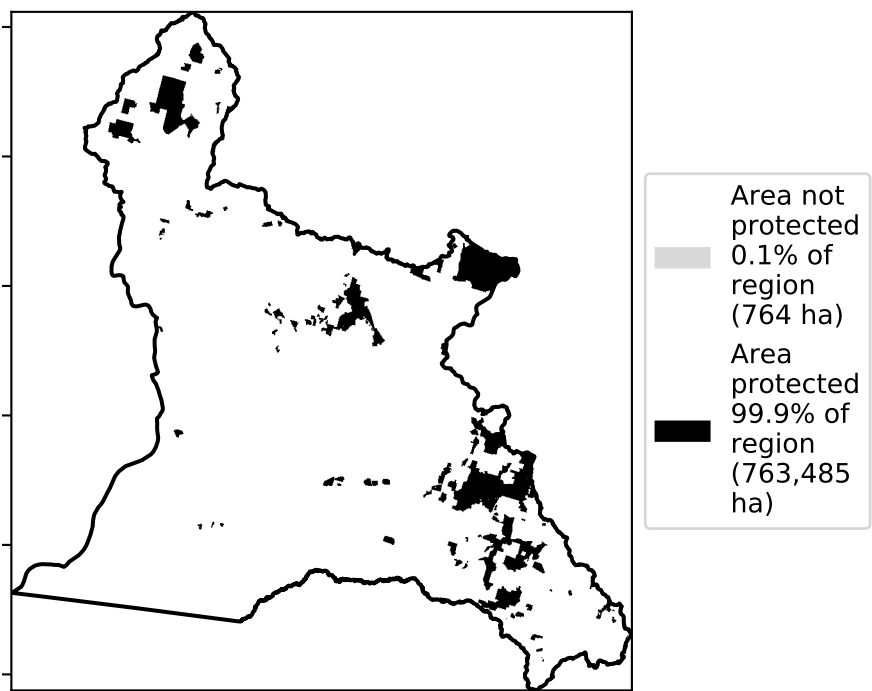 Area not
protected
0.1% of
region
(764 ha)
Area
protected
99.9% of
region
(763,485
ha)